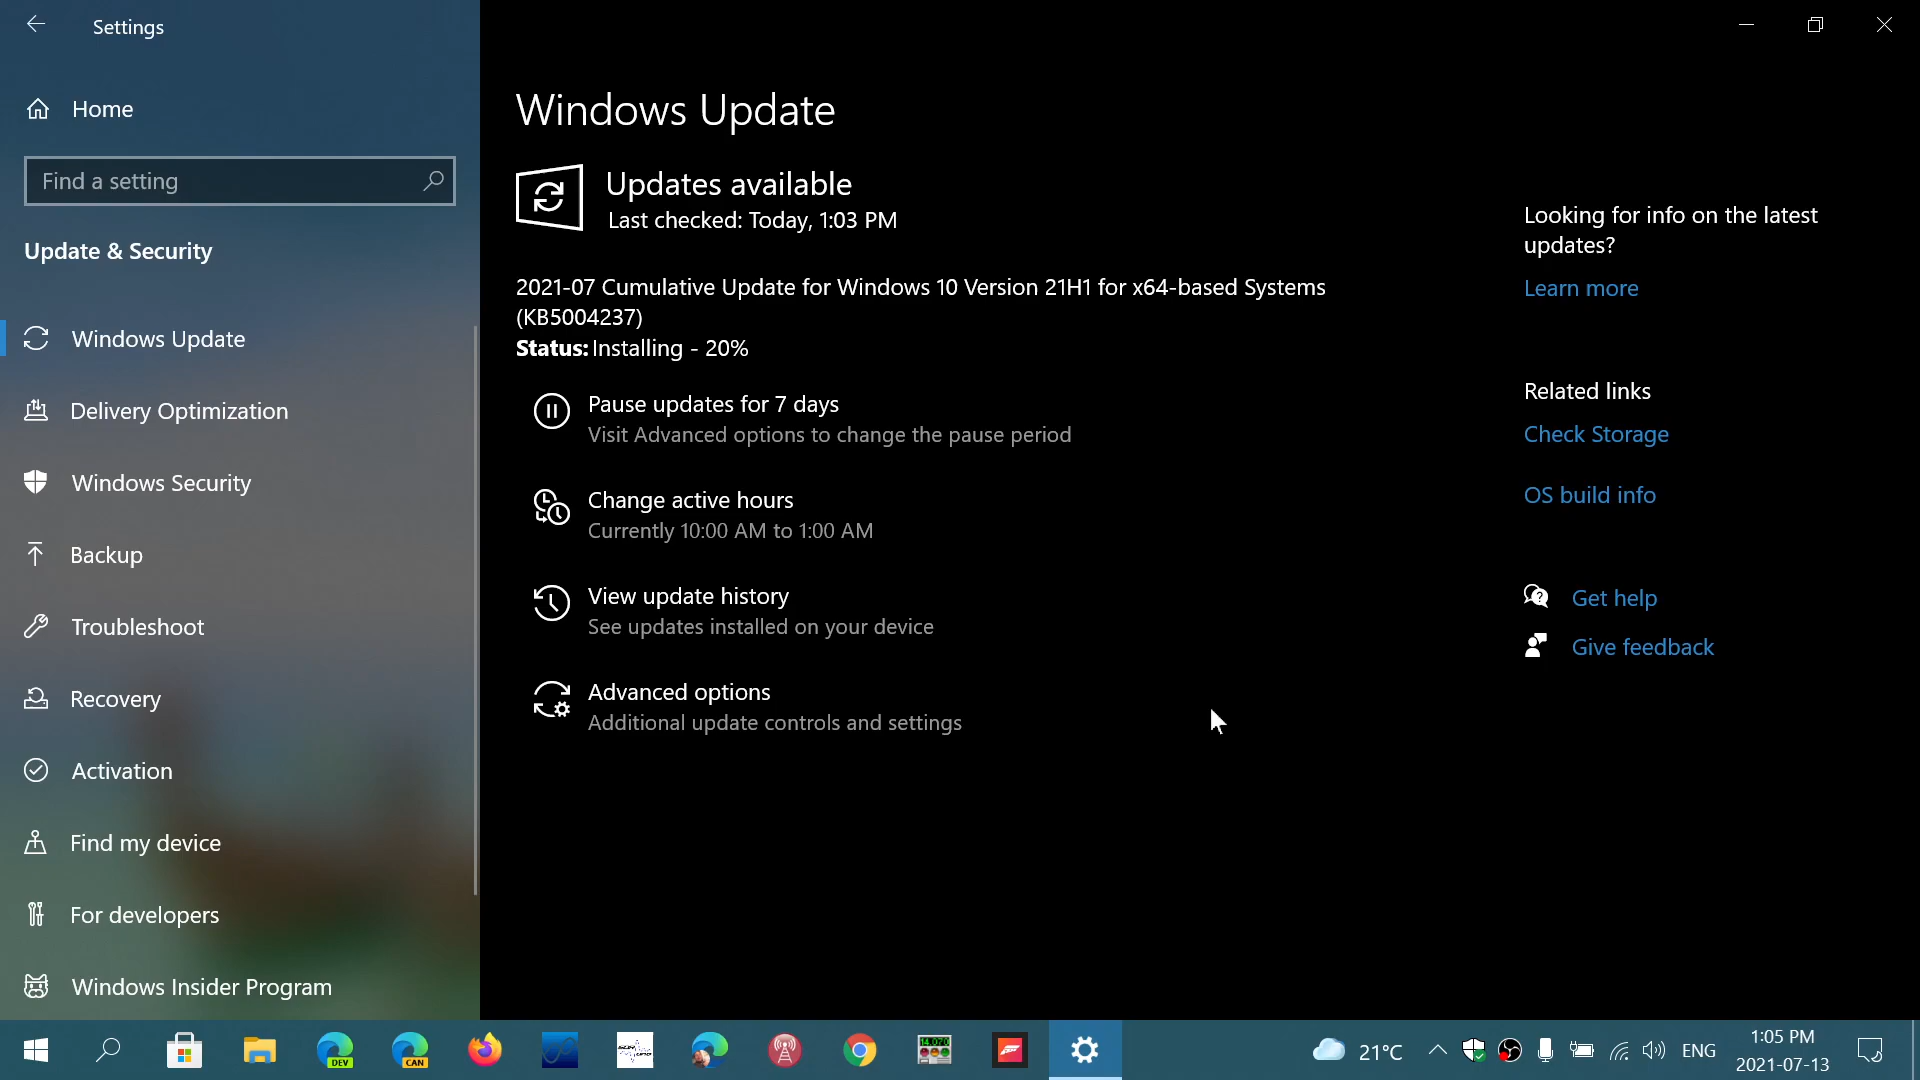 Settings
Home
Find a setting
Update & Security
Windows Update
Delivery Optimization
Windows Security
Backup
Troubleshoot
Recovery
Activation
Find my device
For developers
Windows Insider Program
Windows Update
Updates available
Last checked: Today, 1:03 PM
2021-07 Cumulative Update for Windows 10 Version 21H1 for x64-based Systems
(KB5004237)
Status: Installing - 20%
Pause updates for 7 days
Visit Advanced options to change the pause period
Change active hours
Currently 10:00 AM to 1:00 AM
View update history
See updates installed on your device
Advanced options
Additional update controls and settings
Looking for info on the latest
updates?
Learn more
Related links
Check Storage
OS build info
Get help
Give feedback
DEV
CAN
21°C
ENG
1:05 PM
2021-07-13